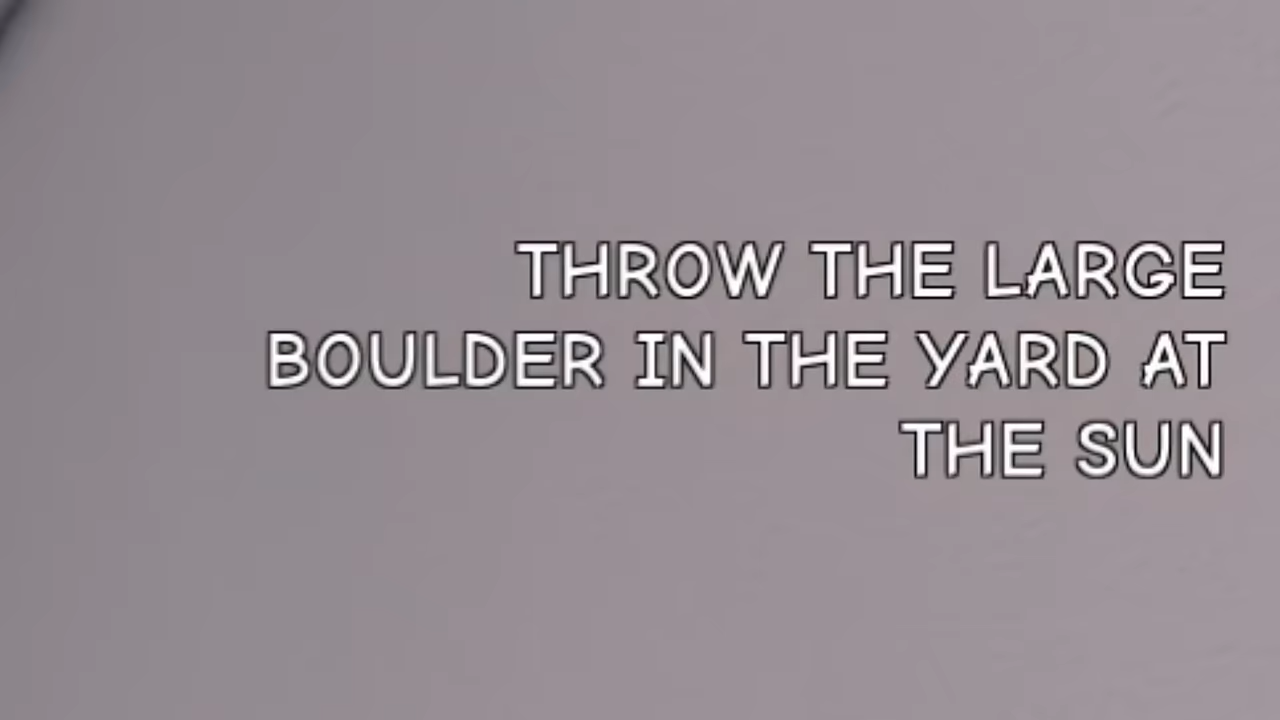 THROW THE LARGE
BOULDER IN THE YARD AT
THE SUN